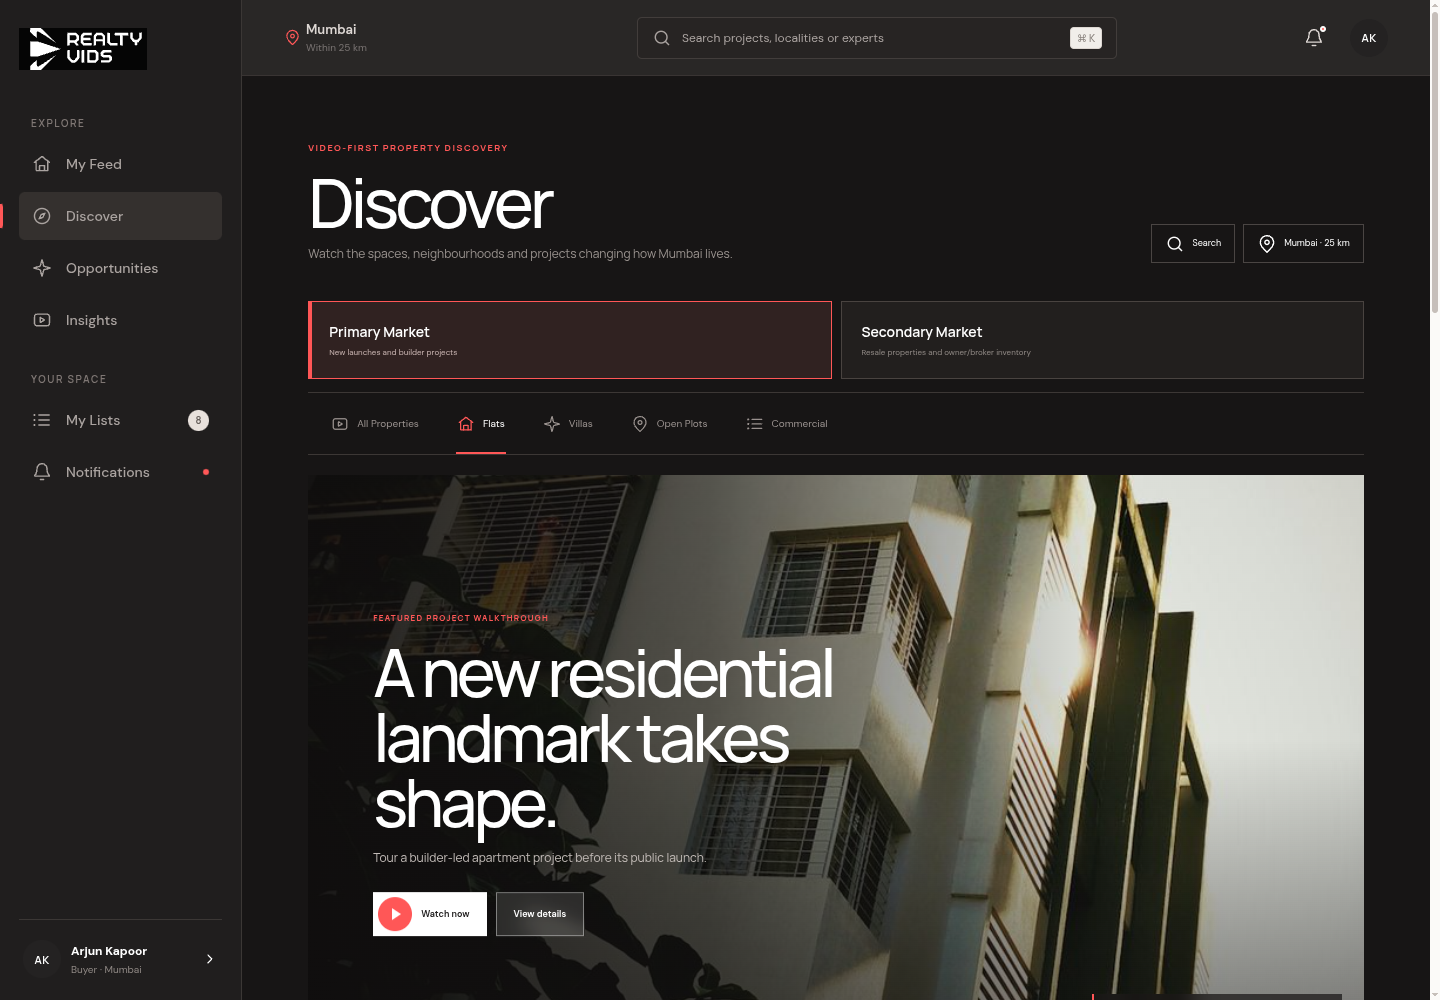 REALTY
VIDS
EXPLORE
My Feed
Discover
Opportunities
Insights
YOUR SPACE
My Lists
8
Notifications
AK
Arjun Kapoor
Buyer · Mumbai
Mumbai
Within 25 km
Search projects, localities or experts
⌘ K
AK
VIDEO-FIRST PROPERTY DISCOVERY
Discover
Watch the spaces, neighbourhoods and projects changing how Mumbai lives.
Search
Mumbai · 25 km
Primary Market
New launches and builder projects
Secondary Market
Resale properties and owner/broker inventory
All Properties
Flats
Villas
Open Plots
Commercial
FEATURED PROJECT WALKTHROUGH
A new residential
landmark takes
shape.
Tour a builder-led apartment project before its public launch.
Watch now
View details